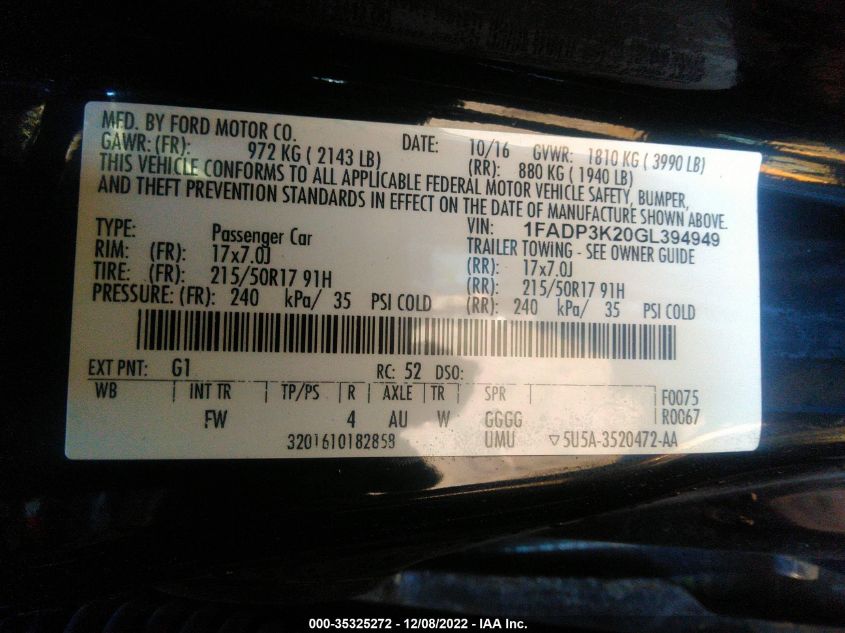 MFD. BY FORD MOTOR CO. DATE: 10/16 GVWR: 1810 KG ( 3990 LB)
GAWR: (FR): 972 KG ( 2143 LB) (RR): 880 KG ( 1940 LB)
THIS VEHICLE CONFORMS TO ALL APPLICABLE FEDERAL MOTOR VEHICLE SAFETY, BUMPER,
AND THEFT PREVENTION STANDARDS IN EFFECT ON THE DATE OF MANUFACTURE SHOWN ABOVE.
VIN: 1FADP3K20GL394949
TYPE: Passenger Car TRAILER TOWING - SEE OWNER GUIDE
RIM: (FR): 17x7.0J (RR): 17x7.0J
TIRE: (FR): 215/50R17 91H (RR): 215/50R17 91H
PRESSURE: (FR): 240 kPa/ 35 PSI COLD (RR): 240 kPa/ 35 PSI COLD
EXT PNT: G1 RC: 52 DSO:
WB INT TR TP/PS R AXLE TR SPR F0075
FW 4 AU W GGGG R0067
3201610182858 UMU ▽5U5A-3520472-AA
000-35325272 - 12/08/2022 - IAA Inc.